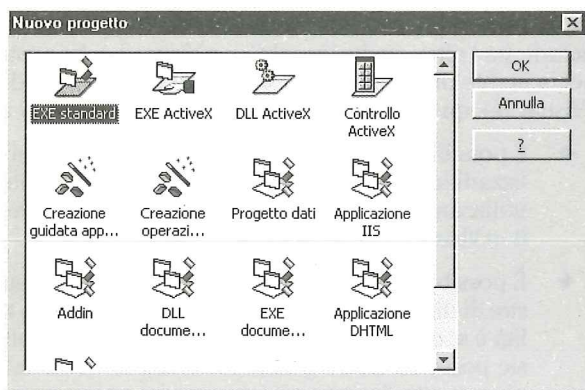 Nuovo progetto
EXE standard
EXE ActiveX
DLL ActiveX
Controllo
ActiveX
Creazione
guidata app...
Creazione
operazi...
Progetto dati
Applicazione
IIS
Addin
DLL
docume...
EXE
docume...
Applicazione
DHTML
OK
Annulla
?